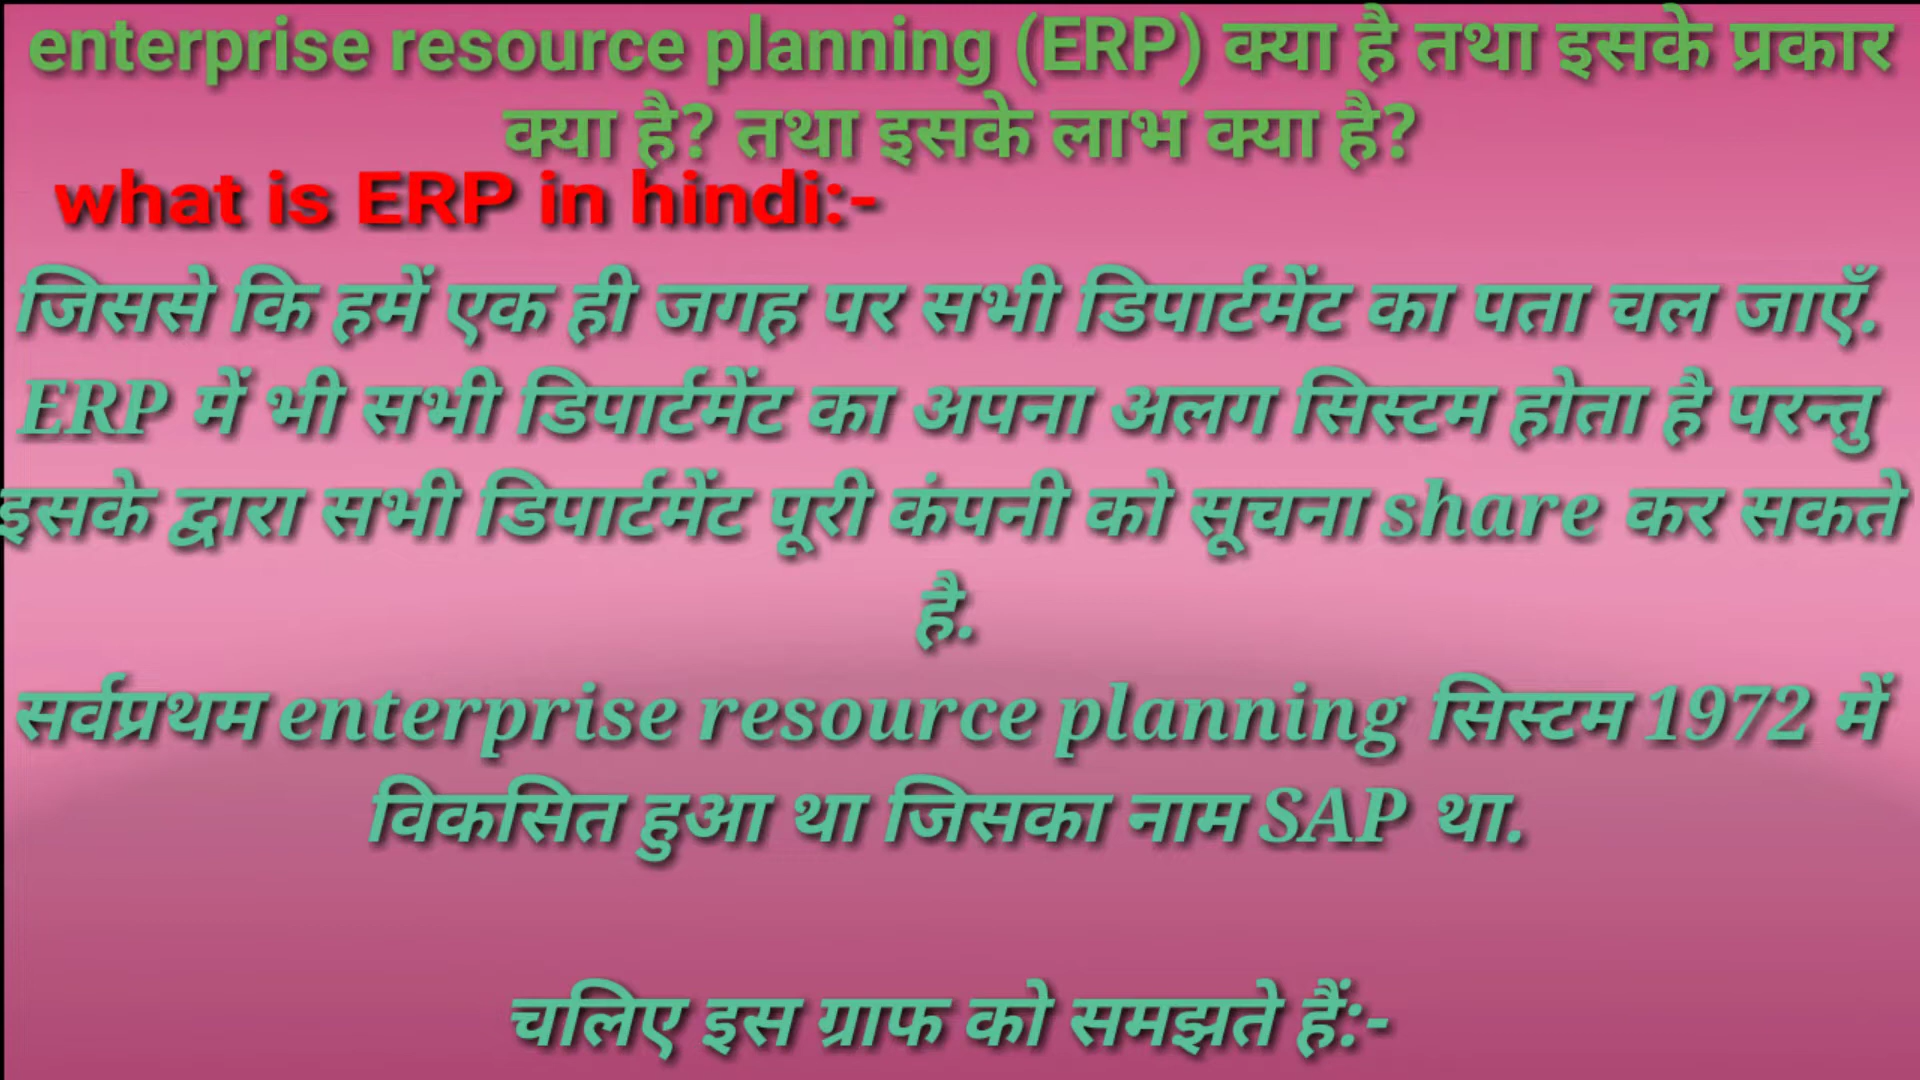 enterprise resource planning (ERP) क्या है तथा इसके प्रकार
क्या है? तथा इसके लाभ क्या है?
what is ERP in hindi:-
जिससे कि हमें एक ही जगह पर सभी डिपार्टमेंट का पता चल जाएँ.
ERP में भी सभी डिपार्टमेंट का अपना अलग सिस्टम होता है परन्तु
इसके द्वारा सभी डिपार्टमेंट पूरी कंपनी को सूचना share कर सकते
है.
सर्वप्रथम enterprise resource planning सिस्टम 1972 में
विकसित हुआ था जिसका नाम SAP था.
चलिए इस ग्राफ को समझते हैं:-